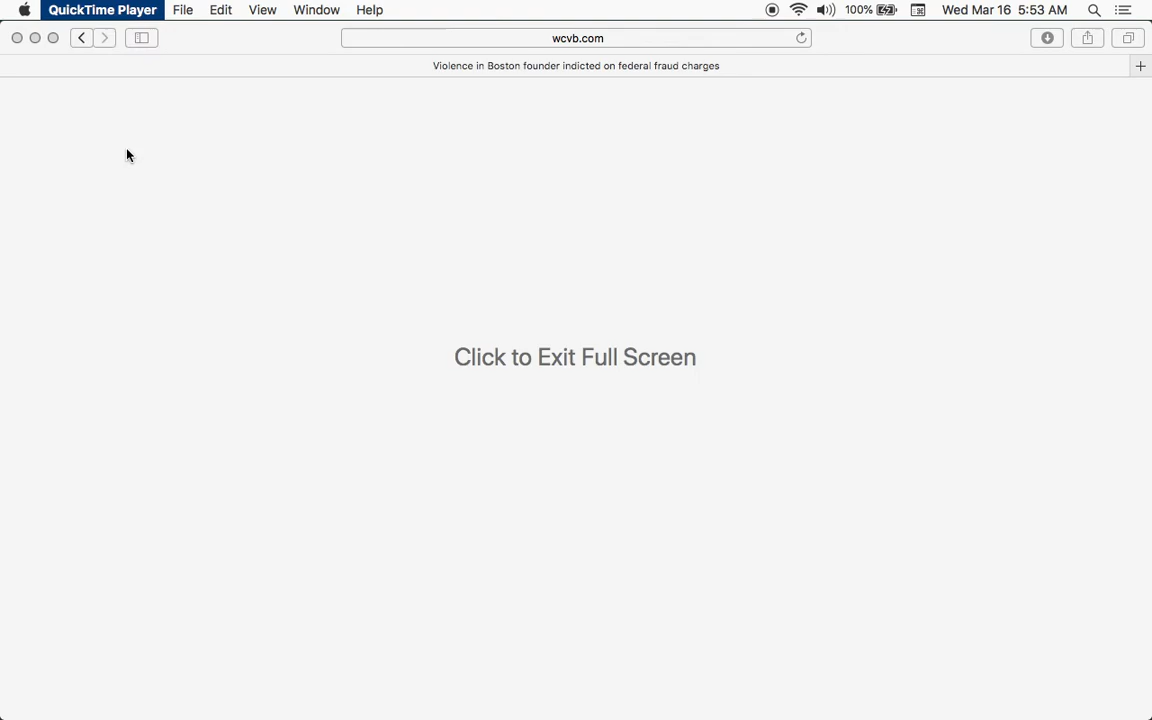 QuickTime Player File Edit View Window Help 100% Wed Mar 16 5:53 AM
wcvb.com
Violence in Boston founder indicted on federal fraud charges
Click to Exit Full Screen